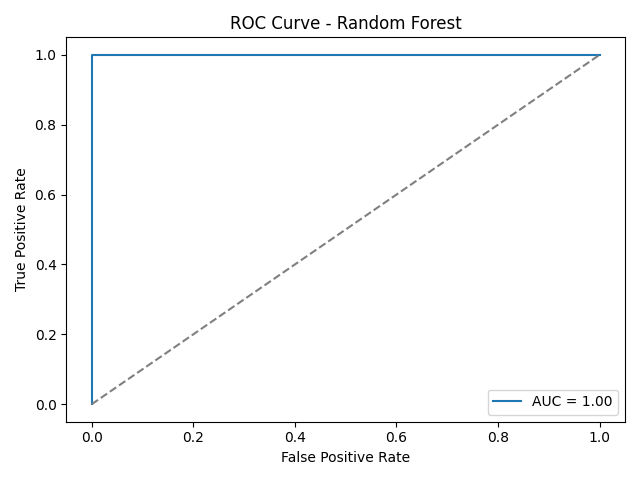 ROC Curve - Random Forest
1.0
0.8
0.6
0.4
0.2
0.0
True Positive Rate
AUC = 1.00
0.0 0.2 0.4 0.6 0.8 1.0
False Positive Rate